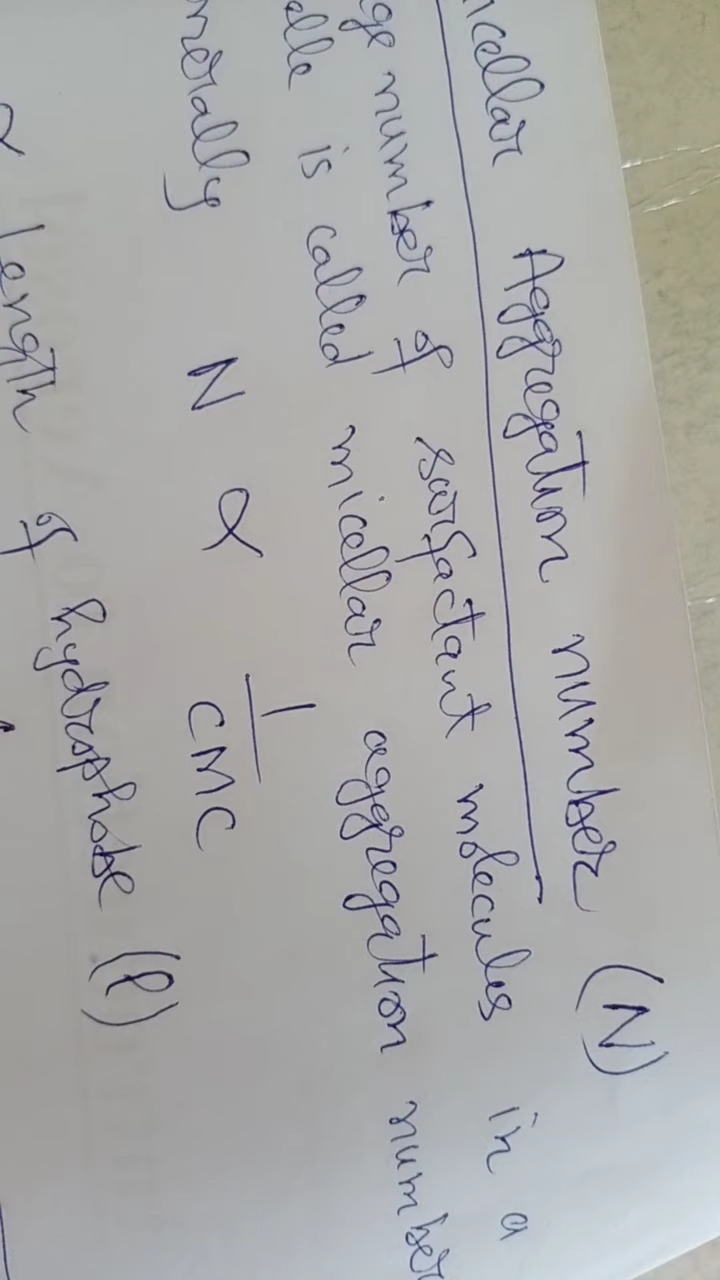 icellar Aggregation number (N)
ge number of surfactant molecules in a
elle is called micellar aggregation number
nerally N ∝ 1/CMC
∝ length of hydrophobe (l)